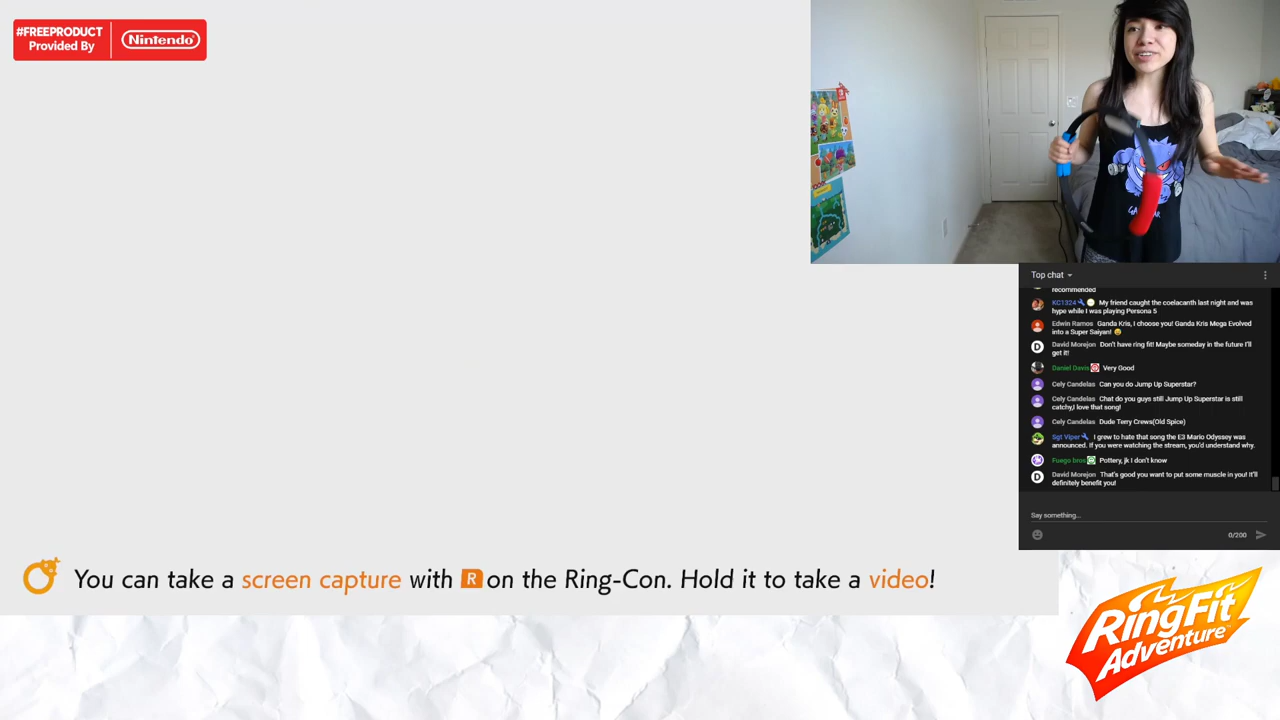 #FREEPRODUCT
Provided By
Nintendo
Top chat
recommended
KC1324 My friend caught the coelacanth last night and was
hype while I was playing Persona 5
Edwin Ramos Ganda Kris, I choose you! Ganda Kris Mega Evolved
into a Super Saiyan!
David Morejon Don't have ring fit! Maybe someday in the future I'll
get it!
Daniel Davis Very Good
Cely Candelas Can you do Jump Up Superstar?
Cely Candelas Chat do you guys still Jump Up Superstar is still
catchy,I love that song!
Cely Candelas Dude Terry Crews(Old Spice)
Sgt Viper I grew to hate that song the E3 Mario Odyssey was
announced. If you were watching the stream, you'd understand why.
Fuego bros Pottery, jk I don't know
D David Morejon That's good you want to put some muscle in you! It'll
definitely benefit you!
Say something...
0/200
You can take a screen capture with R on the Ring-Con. Hold it to take a video!
RingFit
Adventure